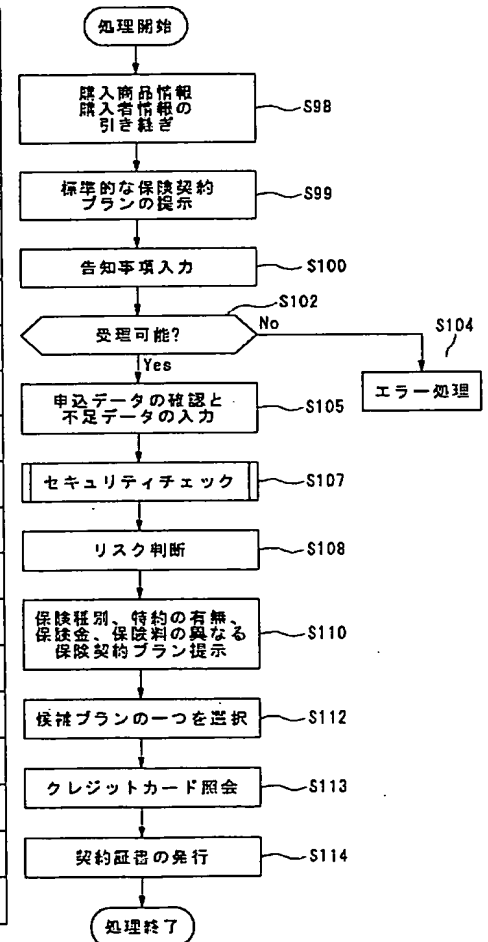 処理開始
購入商品情報
購入者情報の
引き継ぎ
S98
標準的な保険契約
プランの提示
S99
告知事項入力
S100
S102
受理可能?
No
Yes
S104
エラー処理
申込データの確認と
不足データの入力
S105
セキュリティチェック
S107
リスク判断
S108
保険種別、特約の有無、
保険金、保険料の異なる
保険契約プラン提示
S110
候補プランの一つを選択
S112
クレジットカード照会
S113
契約証書の発行
S114
処理終了